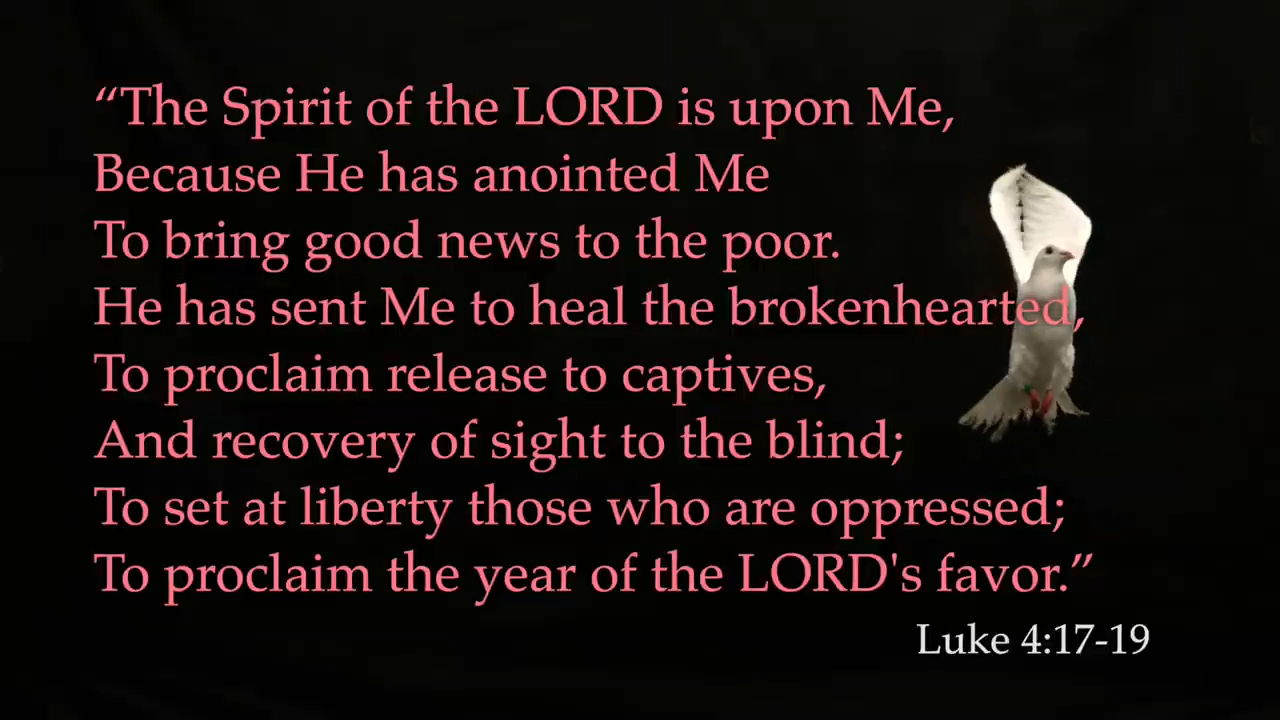 “The Spirit of the LORD is upon Me,
Because He has anointed Me
To bring good news to the poor.
He has sent Me to heal the brokenhearted,
To proclaim release to captives,
And recovery of sight to the blind;
To set at liberty those who are oppressed;
To proclaim the year of the LORD's favor.”
Luke 4:17-19